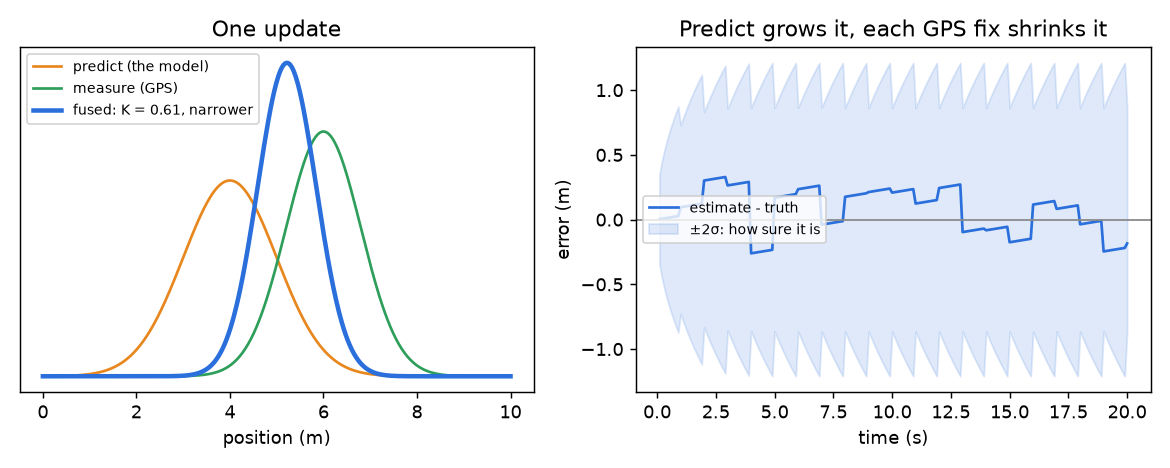 One update
predict (the model)
measure (GPS)
fused: K = 0.61, narrower
0
2
4
6
8
10
position (m)
Predict grows it, each GPS fix shrinks it
1.0
0.5
0.0
−0.5
−1.0
error (m)
estimate - truth
±2σ: how sure it is
0.0
2.5
5.0
7.5
10.0
12.5
15.0
17.5
20.0
time (s)